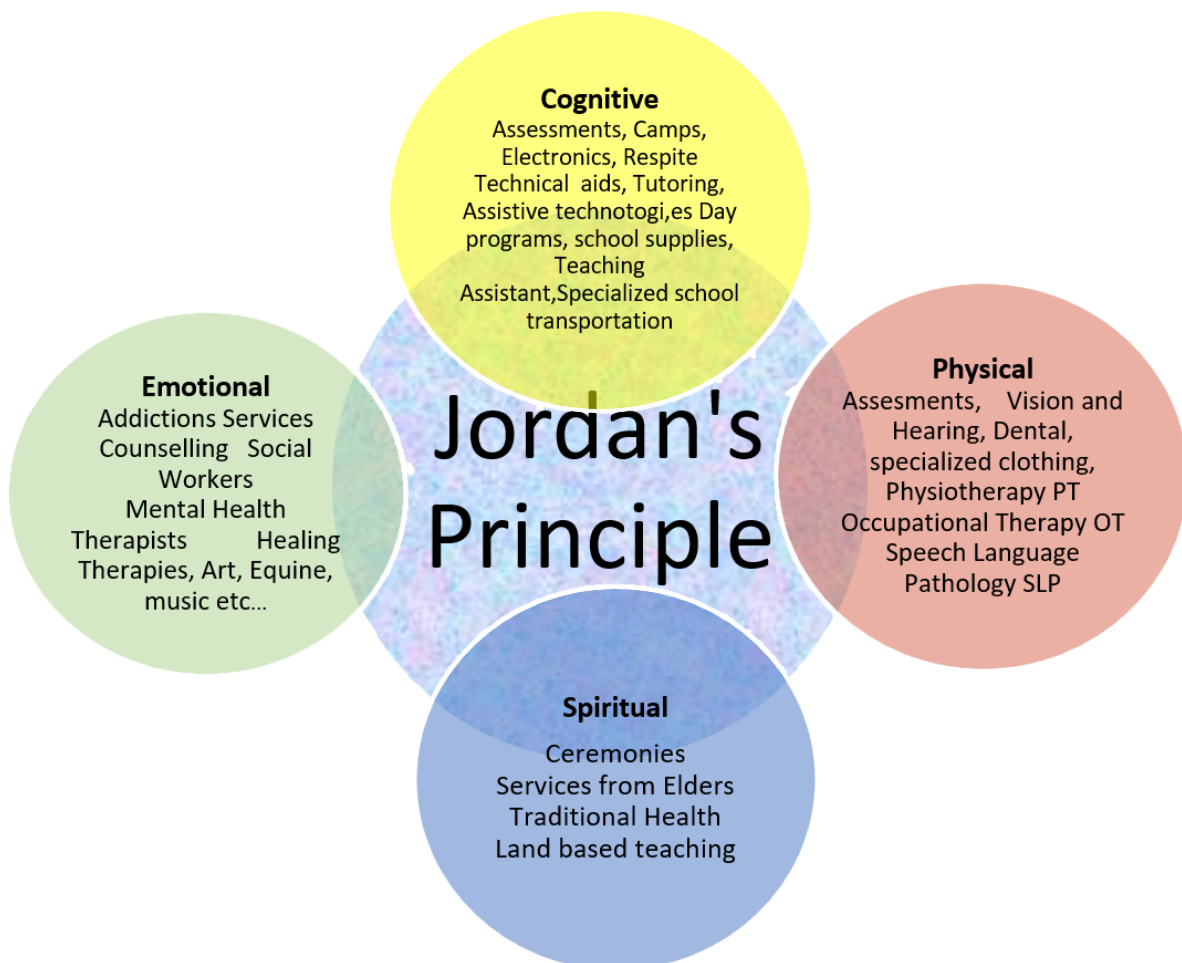 Cognitive
Assessments, Camps,
Electronics, Respite
Technical aids, Tutoring,
Assistive technotogi,es Day
programs, school supplies,
Teaching
Assistant,Specialized school
transportation
Emotional
Addictions Services
Counselling Social
Workers
Mental Health
Therapists Healing
Therapies, Art, Equine,
music etc...
Jordan's
Principle
Physical
Assesments, Vision and
Hearing, Dental,
specialized clothing,
Physiotherapy PT
Occupational Therapy OT
Speech Language
Pathology SLP
Spiritual
Ceremonies
Services from Elders
Traditional Health
Land based teaching